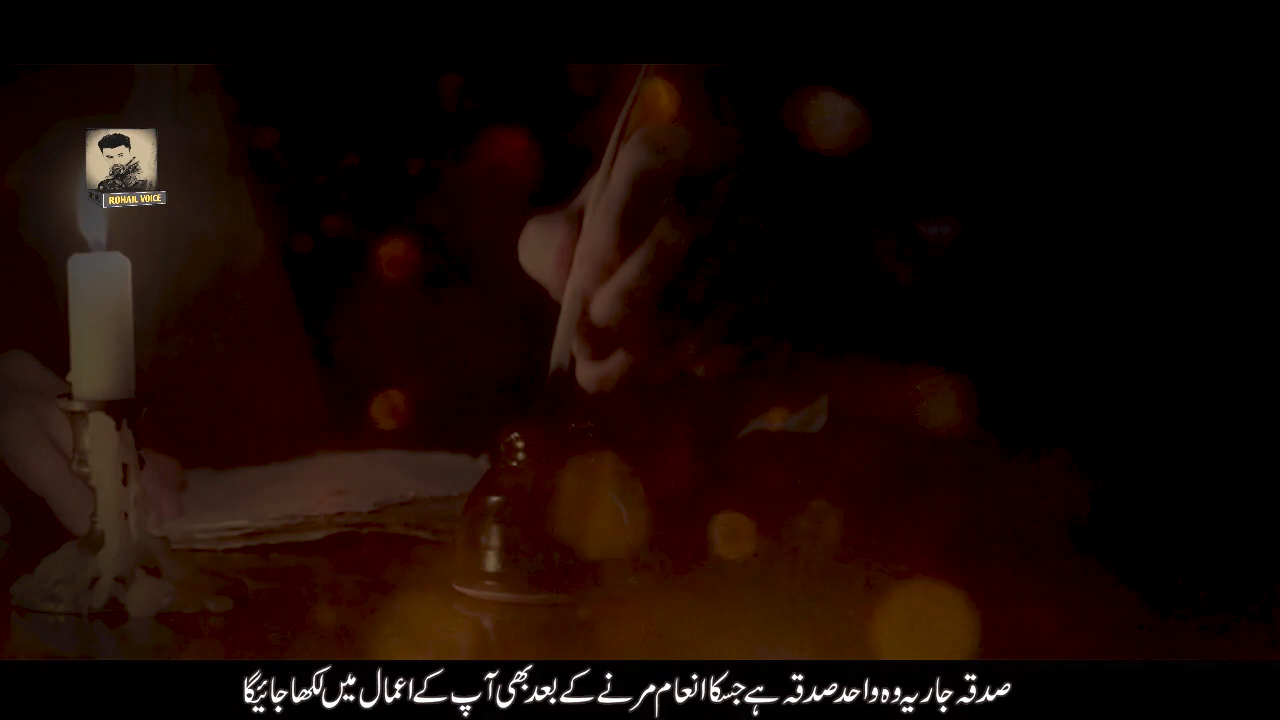 ROHAIL VOICE
صدقہ جاریہ وہ واحد صدقہ ہے جسکا انعام مرنے کے بعد بھی آپ کے اعمال میں لکھا جائیگا